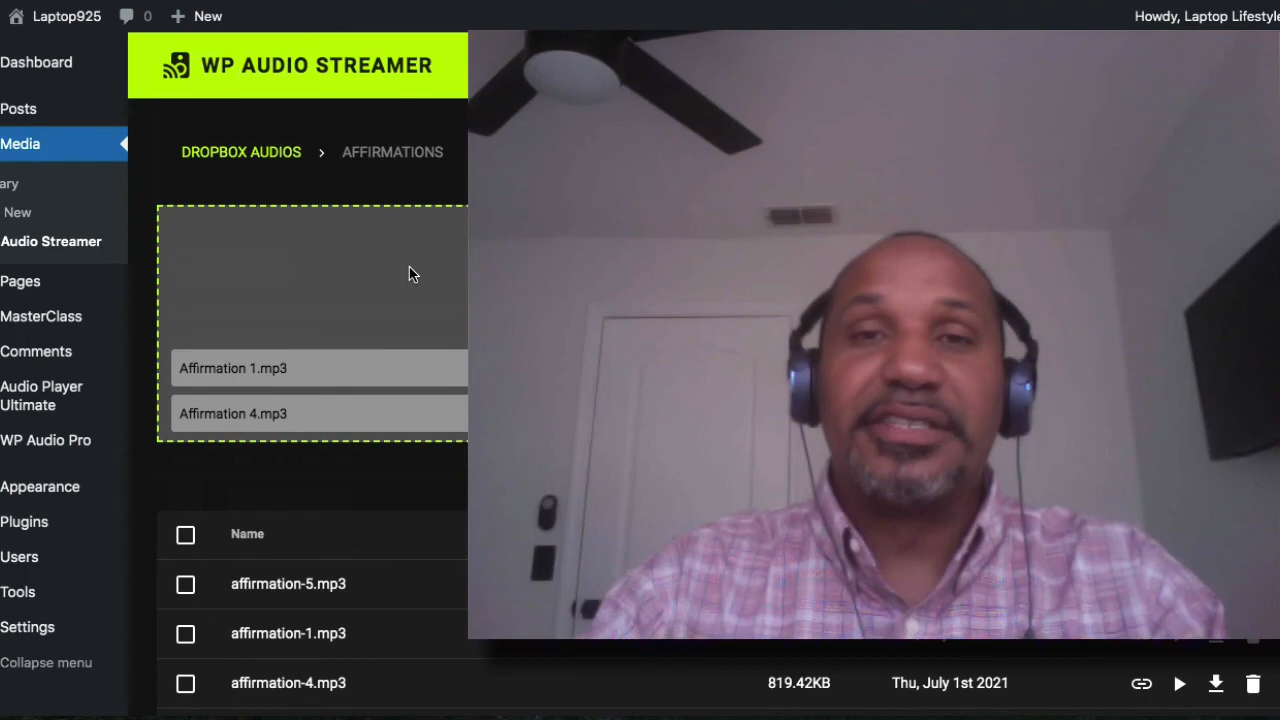 Laptop925 0 New Howdy, Laptop Lifestyle
Dashboard
Posts
Media
ary
New
Audio Streamer
Pages
MasterClass
Comments
Audio Player
Ultimate
WP Audio Pro
Appearance
Plugins
Users
Tools
Settings
Collapse menu
WP AUDIO STREAMER
DROPBOX AUDIOS > AFFIRMATIONS
Affirmation 1.mp3
Affirmation 4.mp3
Name
affirmation-5.mp3
affirmation-1.mp3
affirmation-4.mp3 819.42KB Thu, July 1st 2021